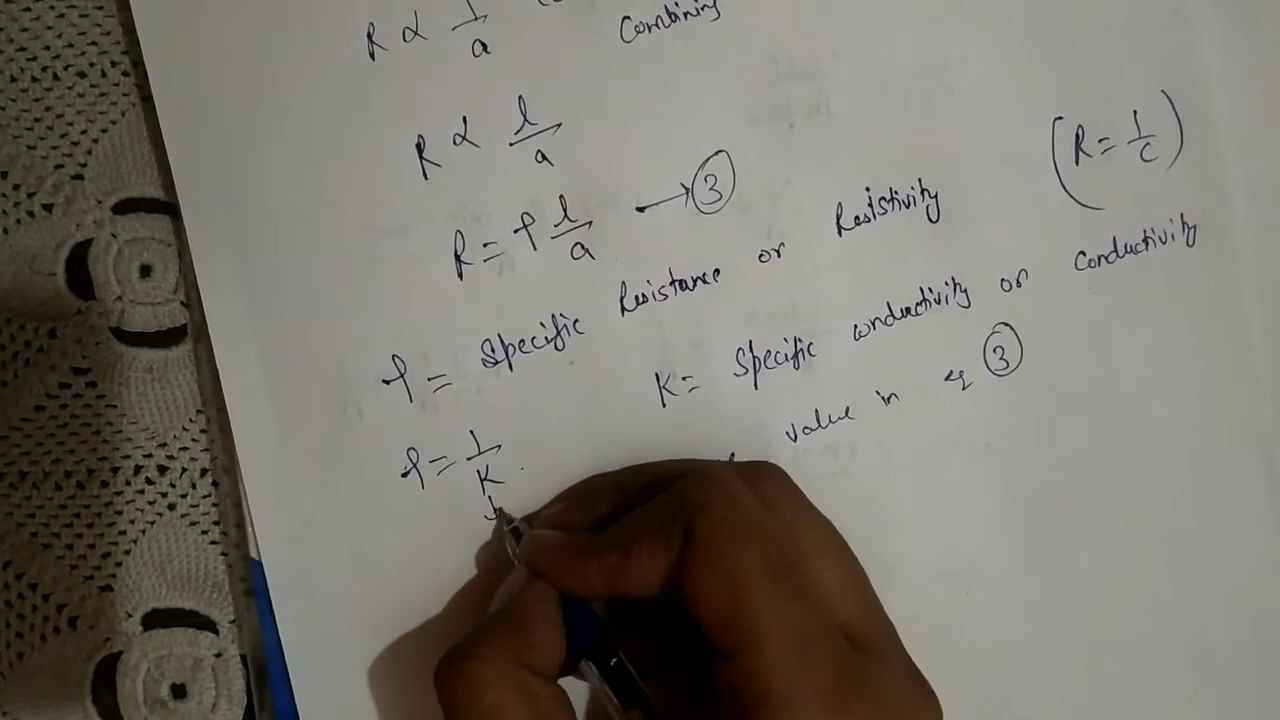 R ∝ 1/a Combining
R ∝ l/a
R = ρ l/a → ③ (R = 1/c)
ρ = Specific Resistance or Resistivity
K = Specific conductivity or Conductivity
ρ = 1/K value in eq ③